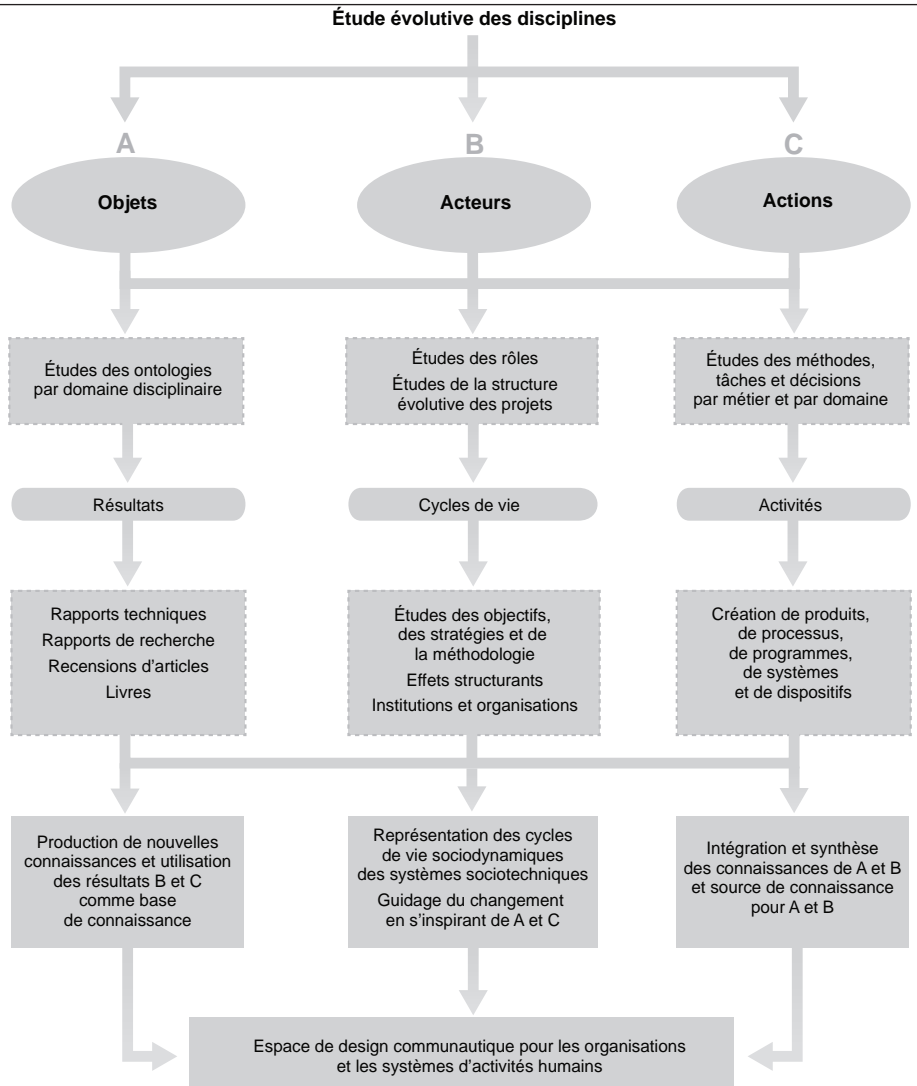 Étude évolutive des disciplines
A
B
C
Objets
Acteurs
Actions
Études des ontologies
par domaine disciplinaire
Études des rôles
Études de la structure
évolutive des projets
Études des méthodes,
tâches et décisions
par métier et par domaine
Résultats
Cycles de vie
Activités
Rapports techniques
Rapports de recherche
Recensions d'articles
Livres
Études des objectifs,
des stratégies et de
la méthodologie
Effets structurants
Institutions et organisations
Création de produits,
de processus,
de programmes,
de systèmes
et de dispositifs
Production de nouvelles
connaissances et utilisation
des résultats B et C
comme base
de connaissance
Représentation des cycles
de vie sociodynamiques
des systèmes sociotechniques
Guidage du changement
en s'inspirant de A et C
Intégration et synthèse
des connaissances de A et B
et source de connaissance
pour A et B
Espace de design communautique pour les organisations
et les systèmes d'activités humains